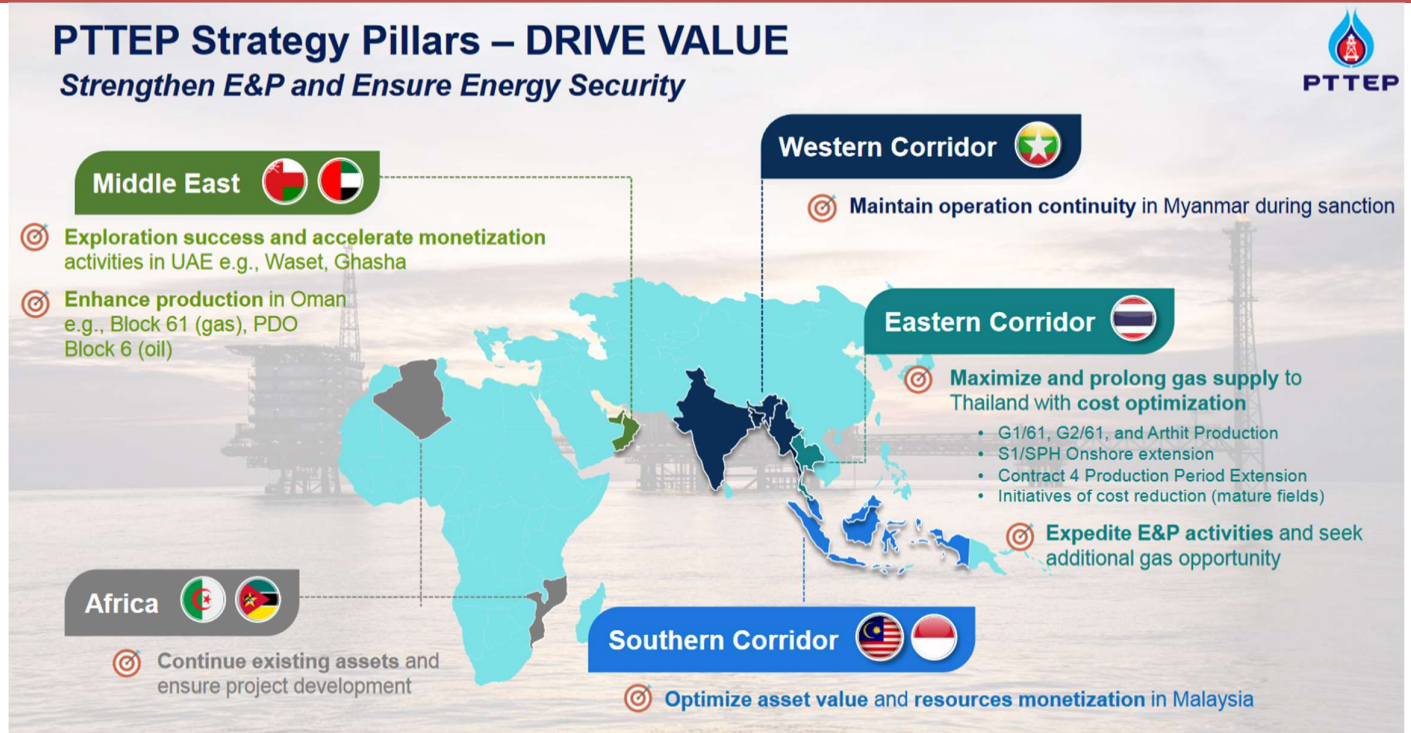 PTTEP Strategy Pillars – DRIVE VALUE
Strengthen E&P and Ensure Energy Security
PTTEP
Middle East
Exploration success and accelerate monetization
activities in UAE e.g., Waset, Ghasha
Enhance production in Oman
e.g., Block 61 (gas), PDO
Block 6 (oil)
Western Corridor
Maintain operation continuity in Myanmar during sanction
Eastern Corridor
Maximize and prolong gas supply to
Thailand with cost optimization
• G1/61, G2/61, and Arthit Production
• S1/SPH Onshore extension
• Contract 4 Production Period Extension
• Initiatives of cost reduction (mature fields)
Expedite E&P activities and seek
additional gas opportunity
Africa
Continue existing assets and
ensure project development
Southern Corridor
Optimize asset value and resources monetization in Malaysia